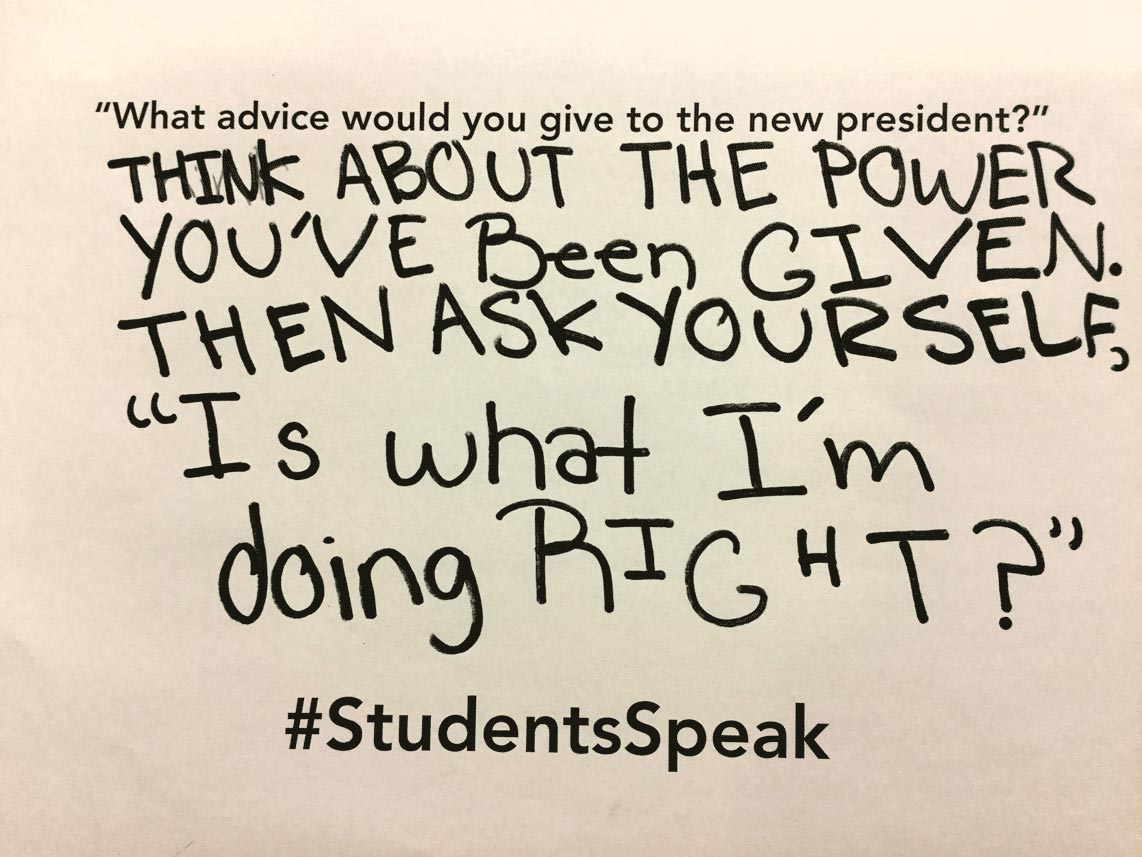 “What advice would you give to the new president?”
THINK ABOUT THE POWER
YOU'VE Been GIVEN.
THEN ASK YOURSELF,
“Is what I'm
doing RIGHT?”
#StudentsSpeak